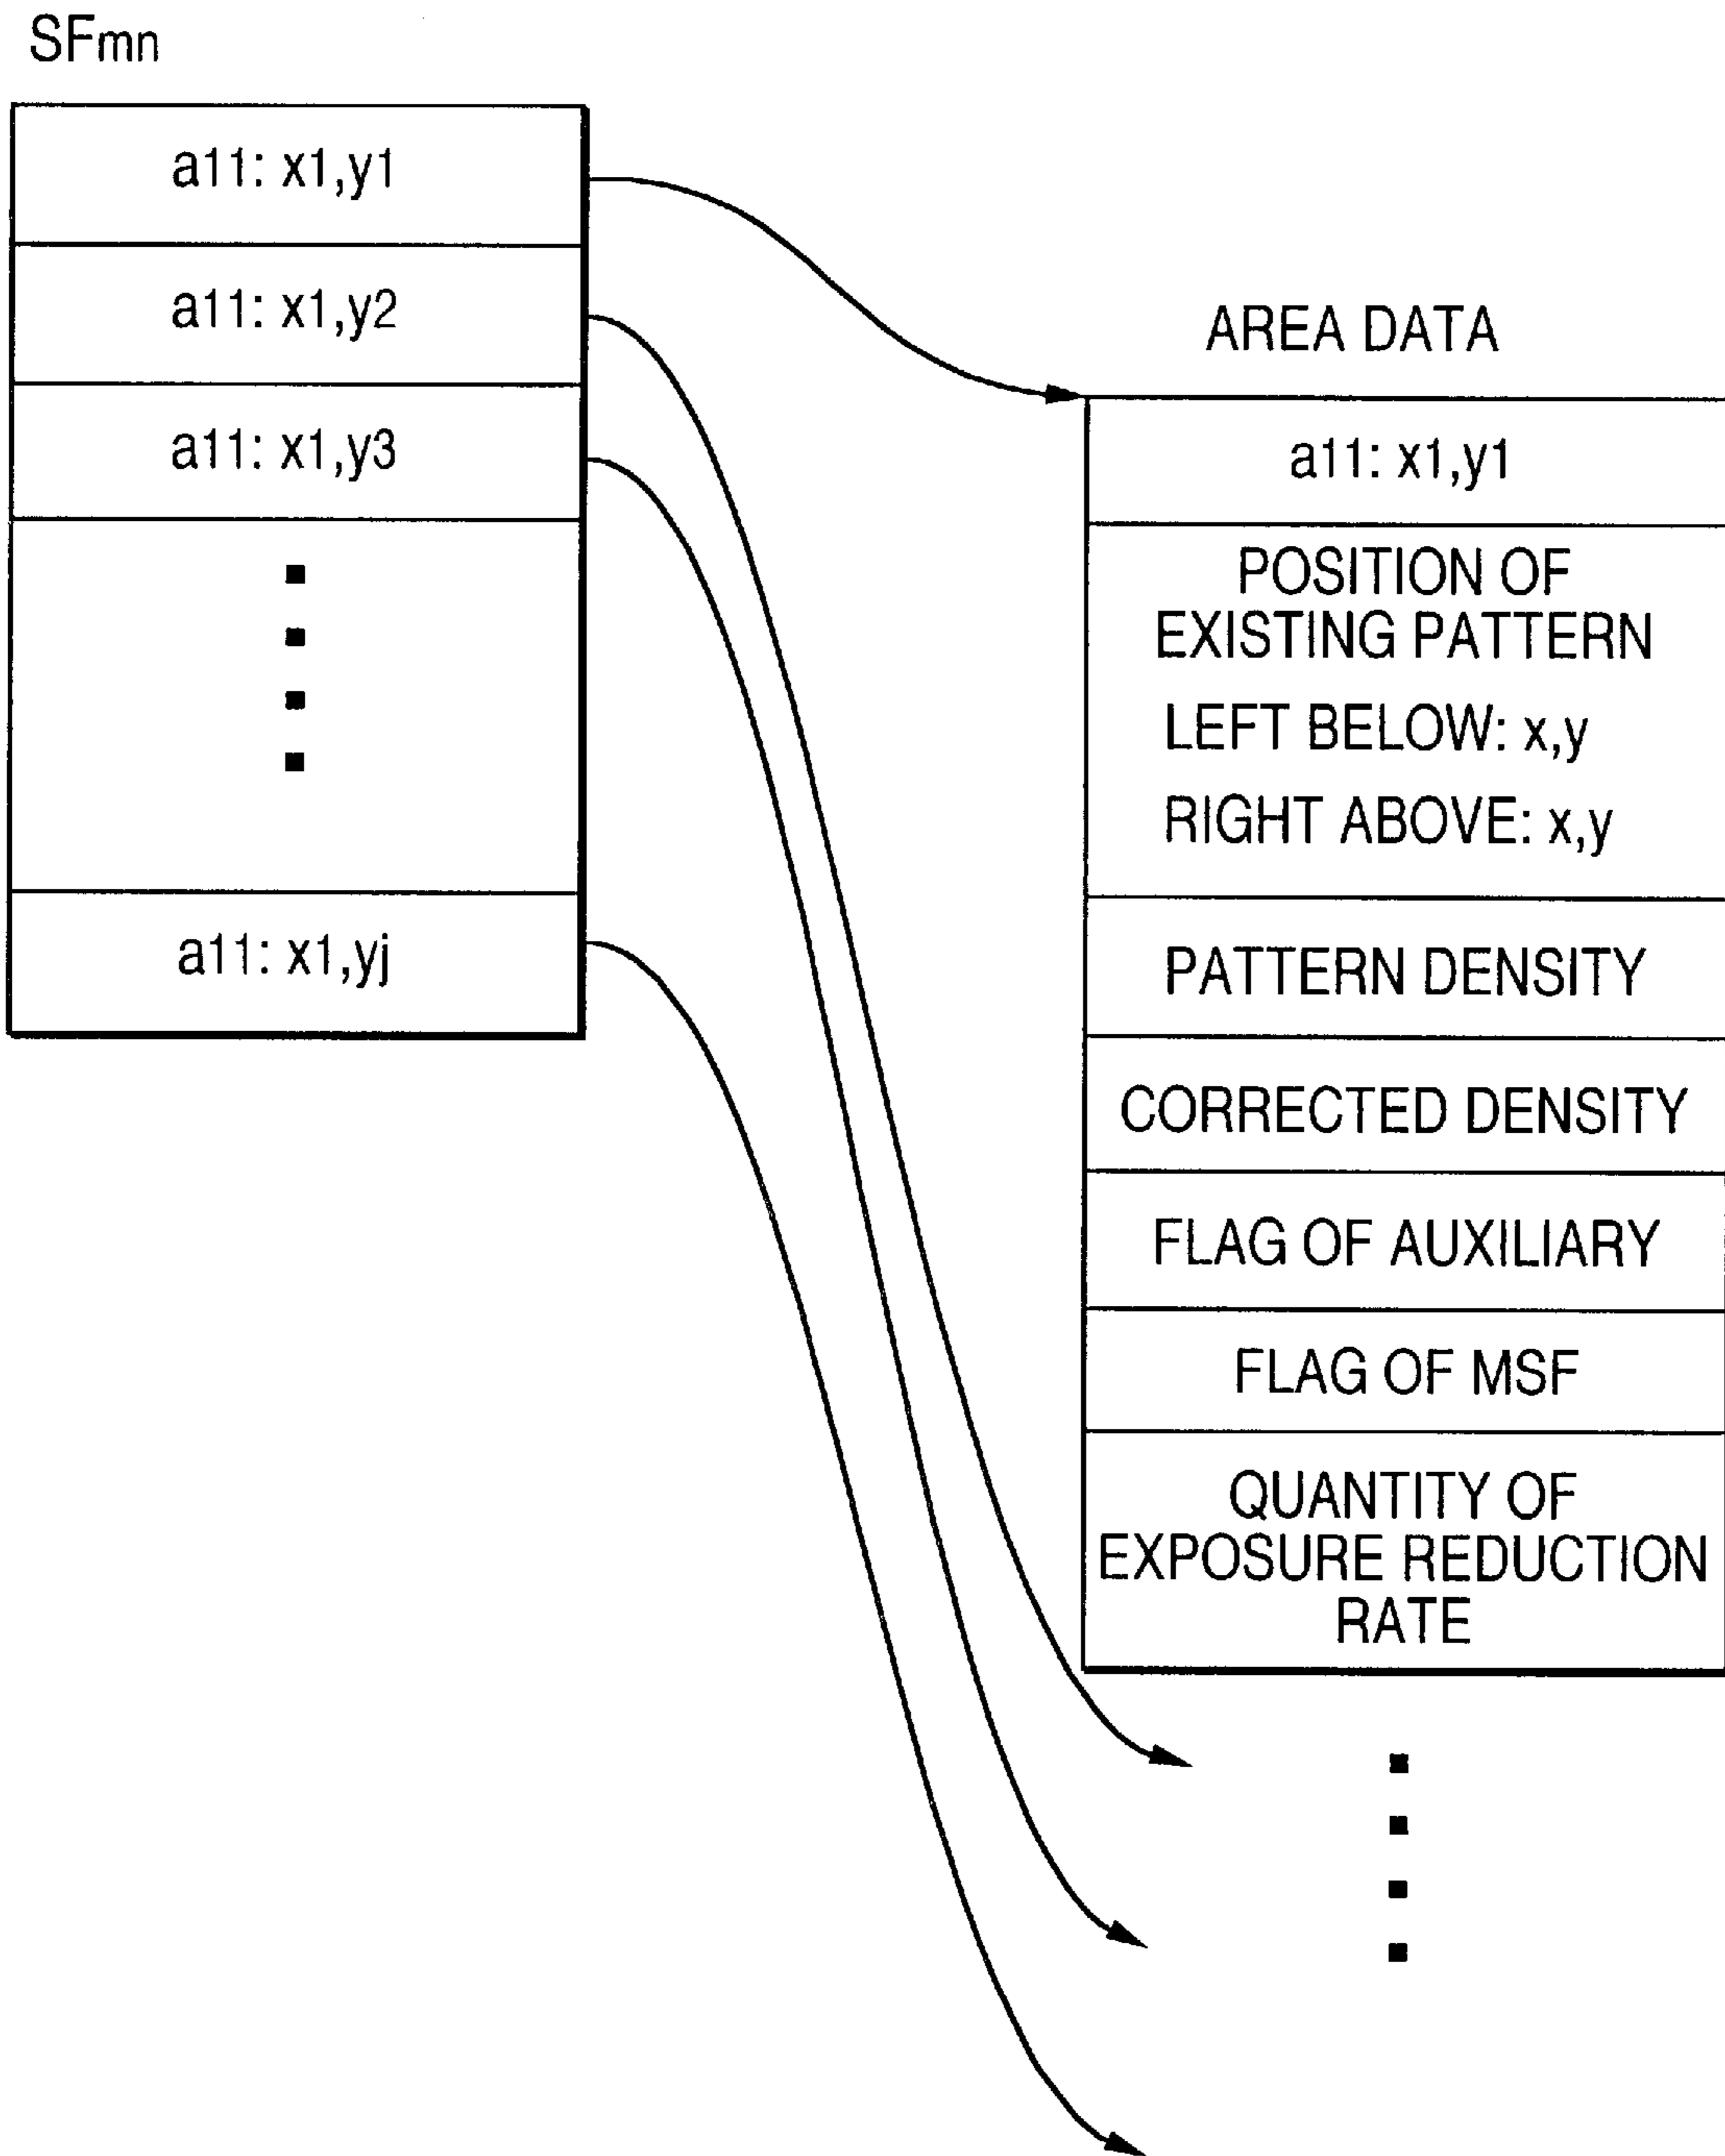 SFmn
a11: x1,y1
a11: x1,y2
a11: x1,y3
a11: x1,yj
AREA DATA
a11: x1,y1
POSITION OF
EXISTING PATTERN
LEFT BELOW: x,y
RIGHT ABOVE: x,y
PATTERN DENSITY
CORRECTED DENSITY
FLAG OF AUXILIARY
FLAG OF MSF
QUANTITY OF
EXPOSURE REDUCTION
RATE